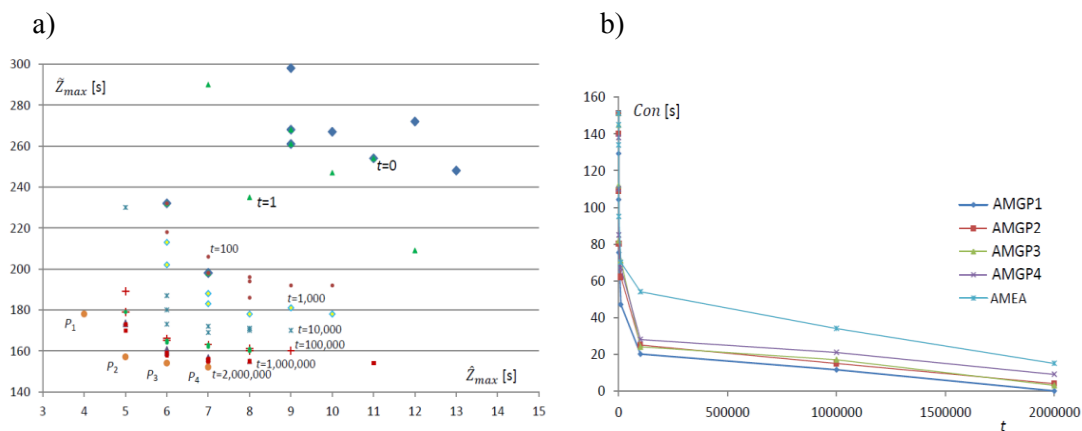 a)
b)
300
280
260
240
220
200
180
160
140
Z̃max [s]
t=0
t=1
t=100
t=1,000
t=10,000
t=100,000
t=1,000,000
t=2,000,000
P1
P2
P3
P4
Ẑmax [s]
3 4 5 6 7 8 9 10 11 12 13 14 15
160
140
120
100
80
60
40
20
0
Con [s]
AMGP1
AMGP2
AMGP3
AMGP4
AMEA
0 500000 1000000 1500000 2000000
t